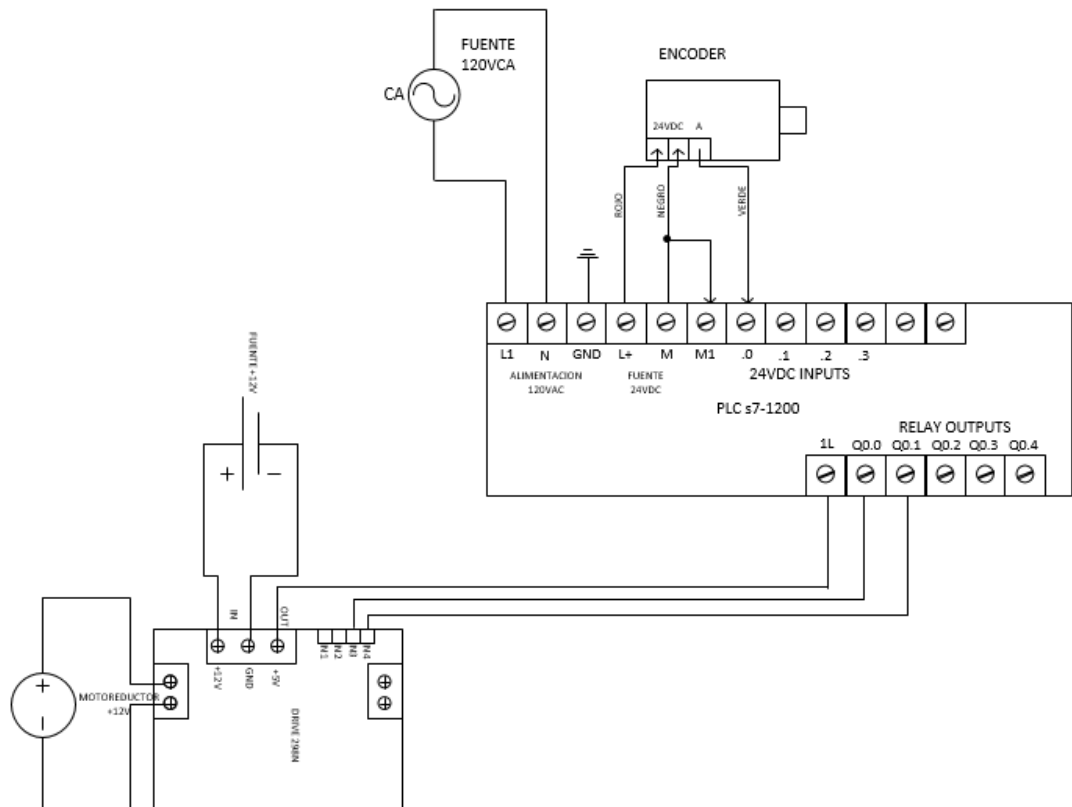 FUENTE
120VCA
CA
ENCODER
24VDC A
ROJO
NEGRO
VERDE
L1 N GND L+ M M1 .0 .1 .2 .3
ALIMENTACION
120VAC
FUENTE
24VDC
24VDC INPUTS
PLC s7-1200
RELAY OUTPUTS
1L Q0.0 Q0.1 Q0.2 Q0.3 Q0.4
FUENTE +12V
+ −
IN
OUT
+12V
GND
+5V
IN1
IN2
IN3
IN4
+
−
MOTOREDUCTOR
+12V
DRIVE 298N